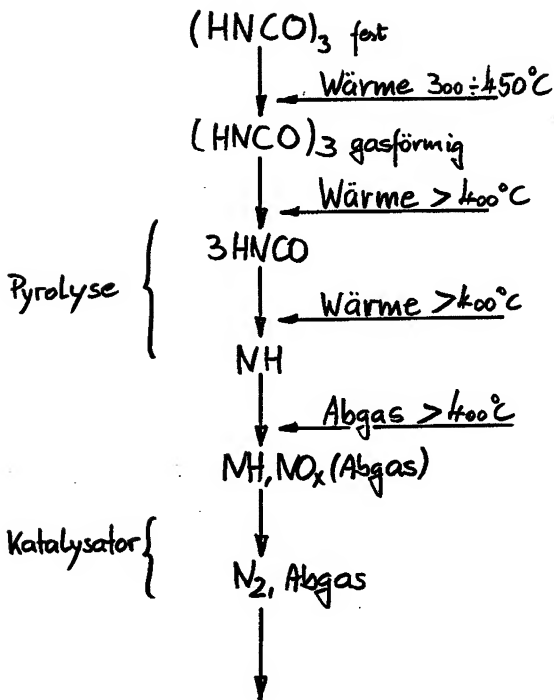 (HNCO)₃ fest
Wärme 300÷450°C
(HNCO)₃ gasförmig
Wärme >400°C
3HNCO
Pyrolyse
Wärme >400°C
NH
Abgas >400°C
NH, NOₓ (Abgas)
Katalysator
N₂, Abgas